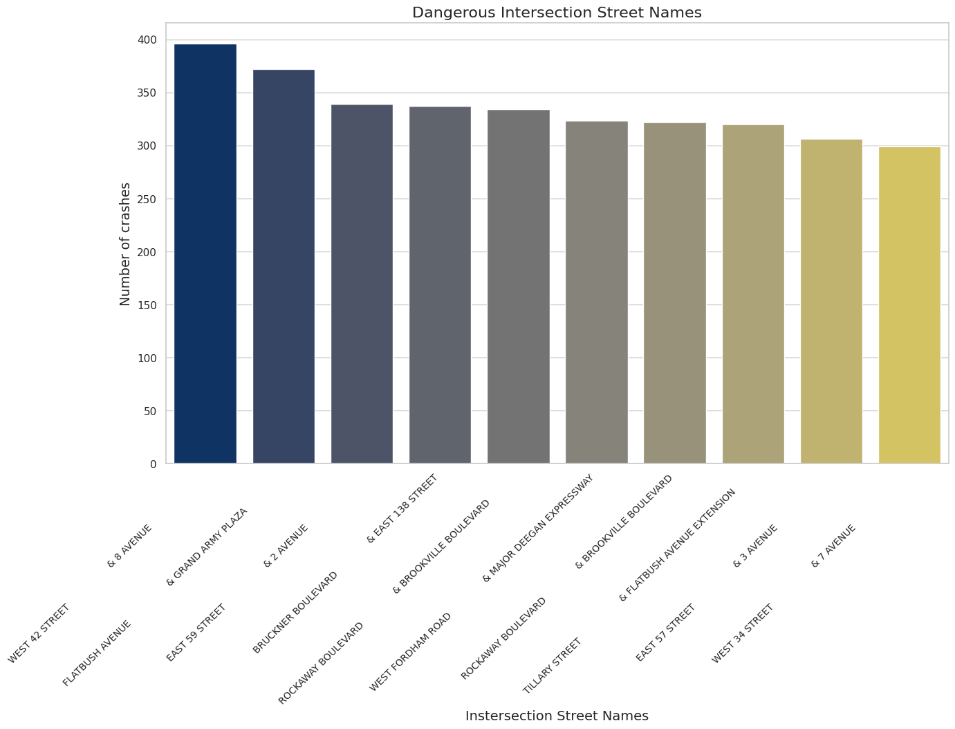 Dangerous Intersection Street Names
Number of crashes
400
350
300
250
200
150
100
50
0
WEST 42 STREET & 8 AVENUE
FLATBUSH AVENUE & GRAND ARMY PLAZA
EAST 59 STREET & 2 AVENUE
BRUCKNER BOULEVARD & EAST 138 STREET
ROCKAWAY BOULEVARD & BROOKVILLE BOULEVARD
WEST FORDHAM ROAD & MAJOR DEEGAN EXPRESSWAY
ROCKAWAY BOULEVARD & BROOKVILLE BOULEVARD
TILLARY STREET & FLATBUSH AVENUE EXTENSION
EAST 57 STREET & 3 AVENUE
WEST 34 STREET & 7 AVENUE
Instersection Street Names